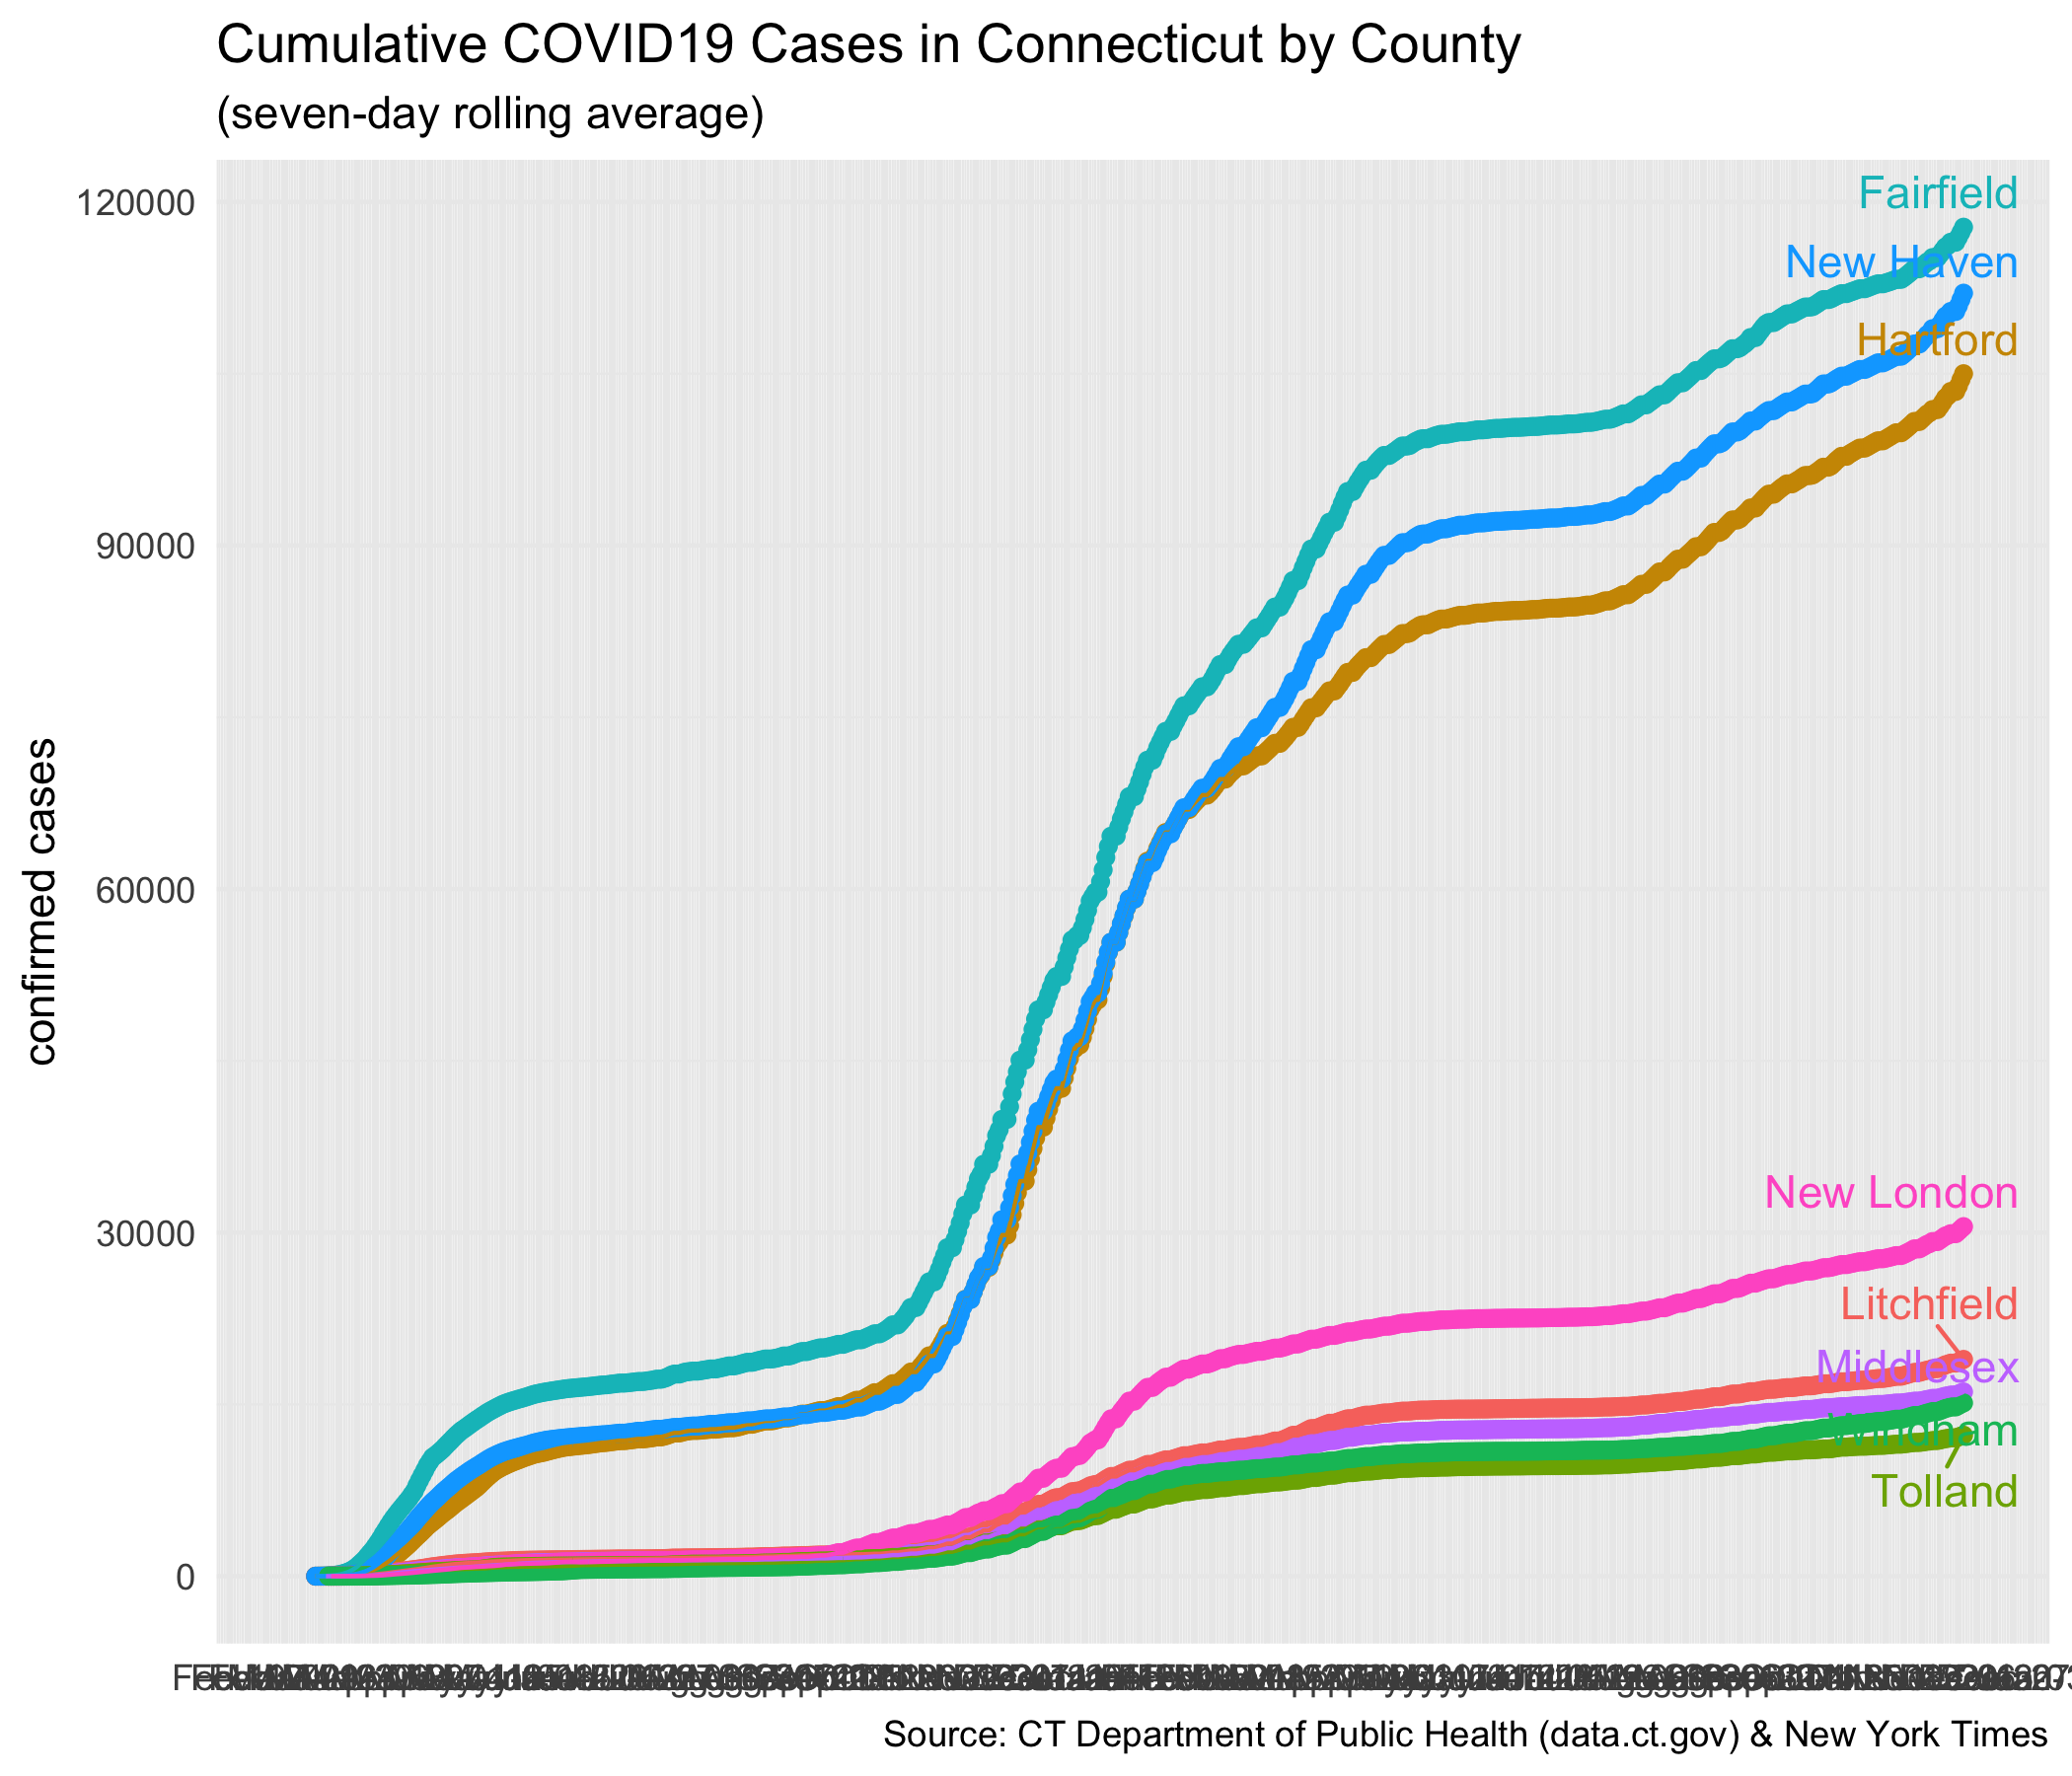 Cumulative COVID19 Cases in Connecticut by County
(seven-day rolling average)
120000
90000
60000
30000
0
confirmed cases
Fairfield
New Haven
Hartford
New London
Litchfield
Middlesex
Windham
Tolland
Source: CT Department of Public Health (data.ct.gov) & New York Times